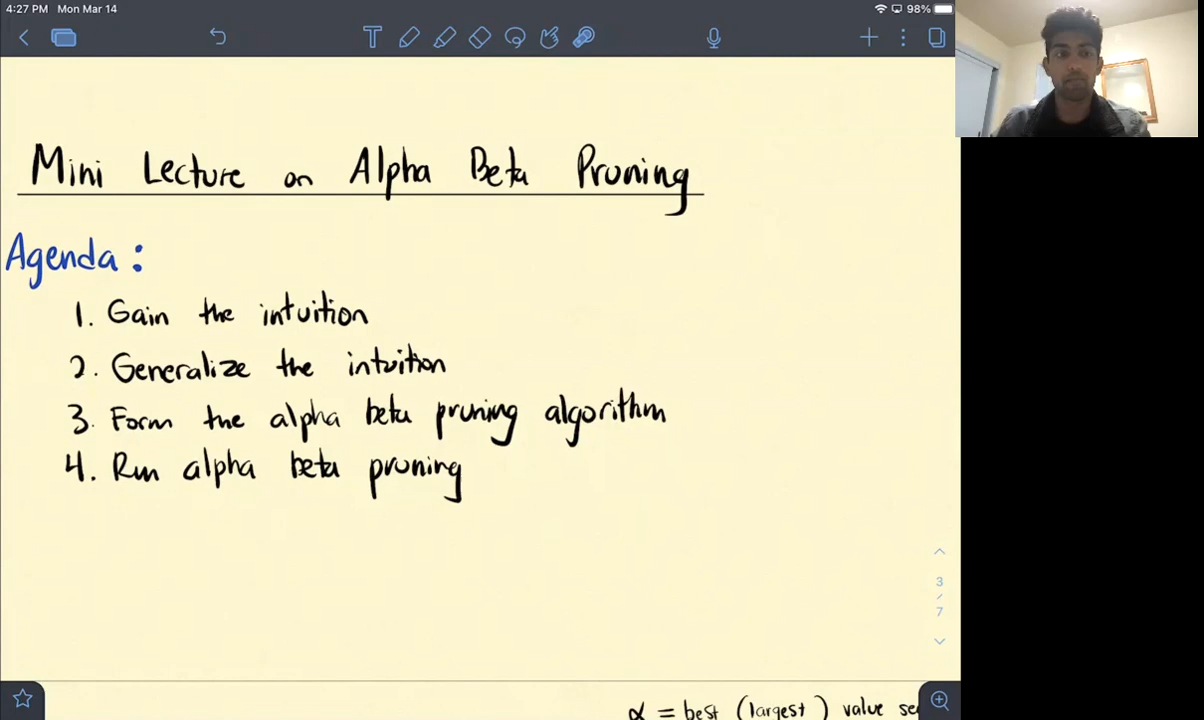 4:27 PM Mon Mar 14
98%
Mini Lecture on Alpha Beta Pruning
Agenda:
1. Gain the intuition
2. Generalize the intuition
3. Form the alpha beta pruning algorithm
4. Run alpha beta pruning
3
/
7
α = best (largest) value